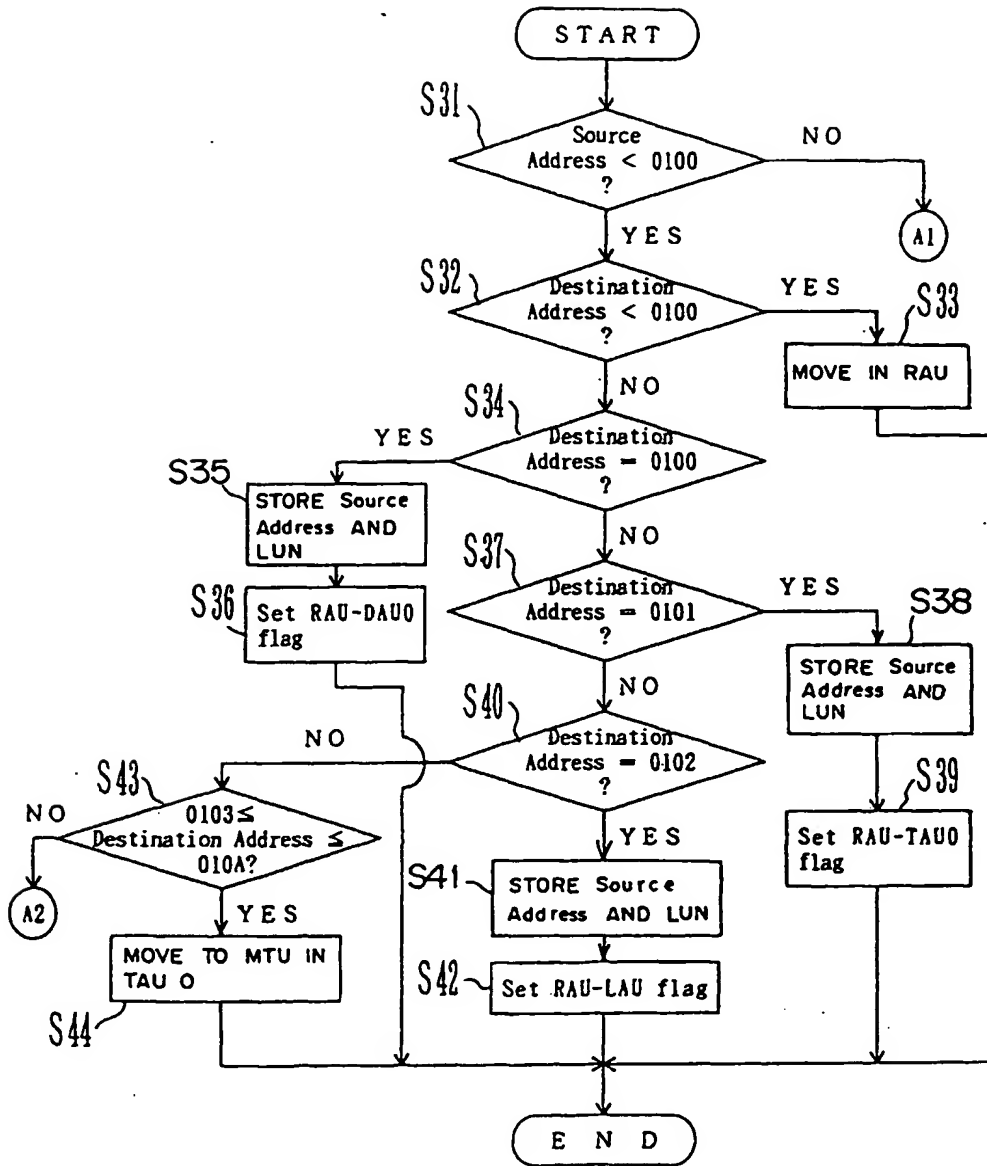 START
S31
Source
Address < 0100
?
NO
A1
YES
S32
Destination
Address < 0100
?
YES
S33
MOVE IN RAU
NO
S34
Destination
Address = 0100
?
YES
S35
STORE Source
Address AND
LUN
S36
Set RAU-DAU0
flag
NO
S37
Destination
Address = 0101
?
YES
S38
STORE Source
Address AND
LUN
S39
Set RAU-TAU0
flag
NO
S40
Destination
Address = 0102
?
NO
S43
0103≤
Destination Address ≤
010A?
NO
A2
YES
MOVE TO MTU IN
TAU 0
S44
YES
S41
STORE Source
Address AND LUN
S42
Set RAU-LAU flag
END